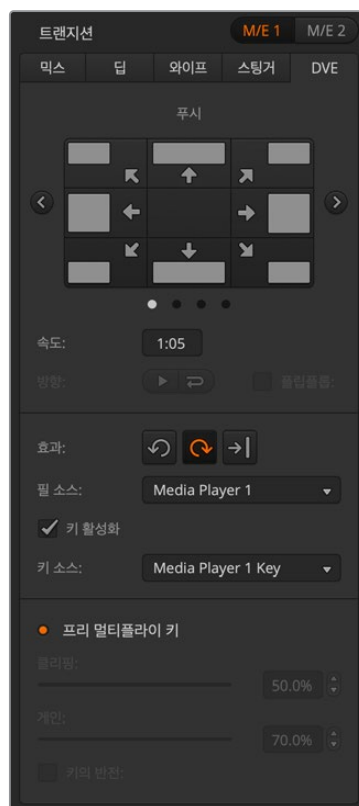 트랜지션 M/E 1 M/E 2
믹스 딥 와이프 스팅거 DVE
푸시
속도: 1:05
방향: 플립플롭:
효과:
필 소스: Media Player 1
키 활성화
키 소스: Media Player 1 Key
프리 멀티플라이 키
클리핑:
50.0%
게인:
70.0%
키의 반전: